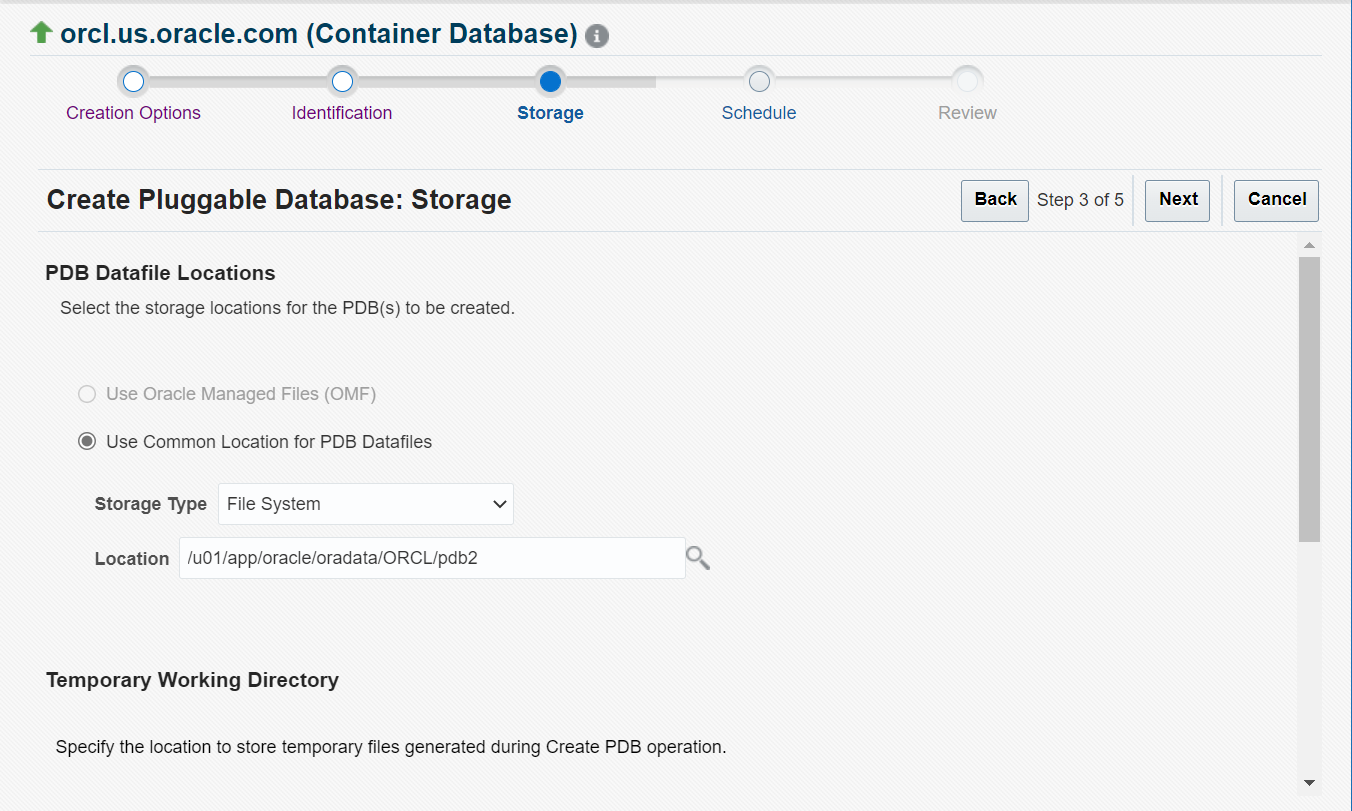 orcl.us.oracle.com (Container Database)
Creation Options
Identification
Storage
Schedule
Review
Create Pluggable Database: Storage
Back
Step 3 of 5
Next
Cancel
PDB Datafile Locations
Select the storage locations for the PDB(s) to be created.
Use Oracle Managed Files (OMF)
Use Common Location for PDB Datafiles
Storage Type
File System
Location
/u01/app/oracle/oradata/ORCL/pdb2
Temporary Working Directory
Specify the location to store temporary files generated during Create PDB operation.